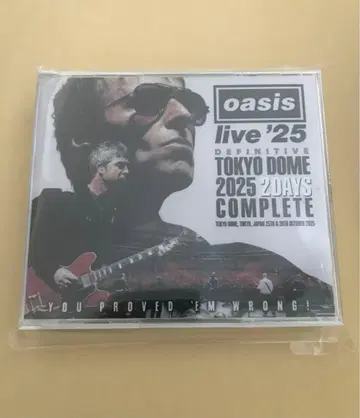 oasis
live '25
DEFINITIVE
TOKYO DOME
2025 2DAYS
COMPLETE
TOKYO DOME, TOKYO, JAPAN 25TH & 26TH OCTOBER 2025
oasis
YOU PROVED 'EM WRONG!